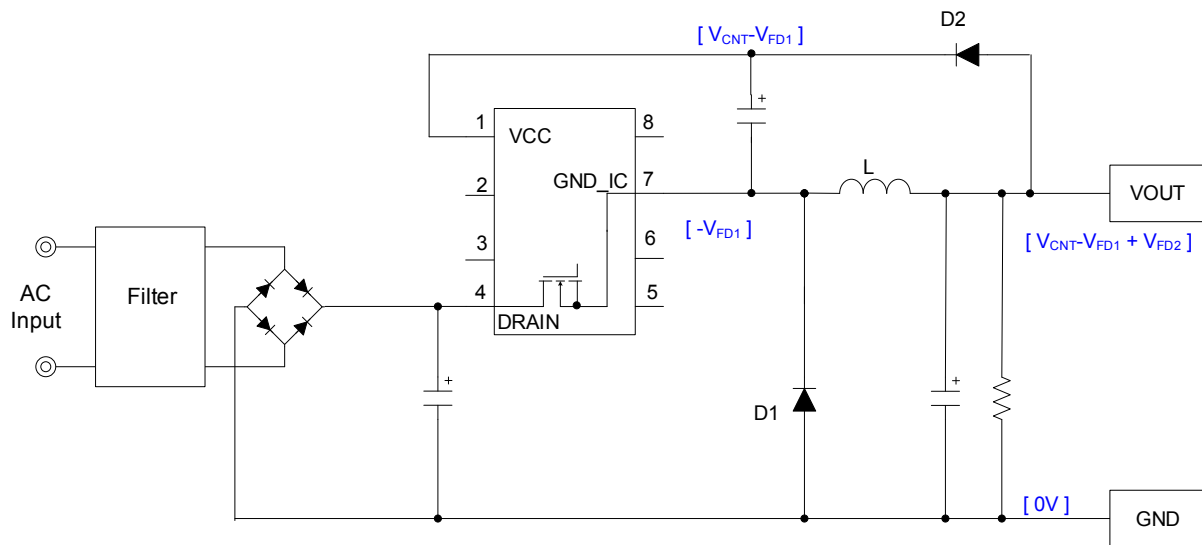 D2
[ VCNT-VFD1 ]
+
1
VCC
8
2
GND_IC
7
L
VOUT
[ -VFD1 ]
[ VCNT-VFD1 + VFD2 ]
3
6
AC
Input
Filter
4
5
DRAIN
+
D1
+
[ 0V ]
GND